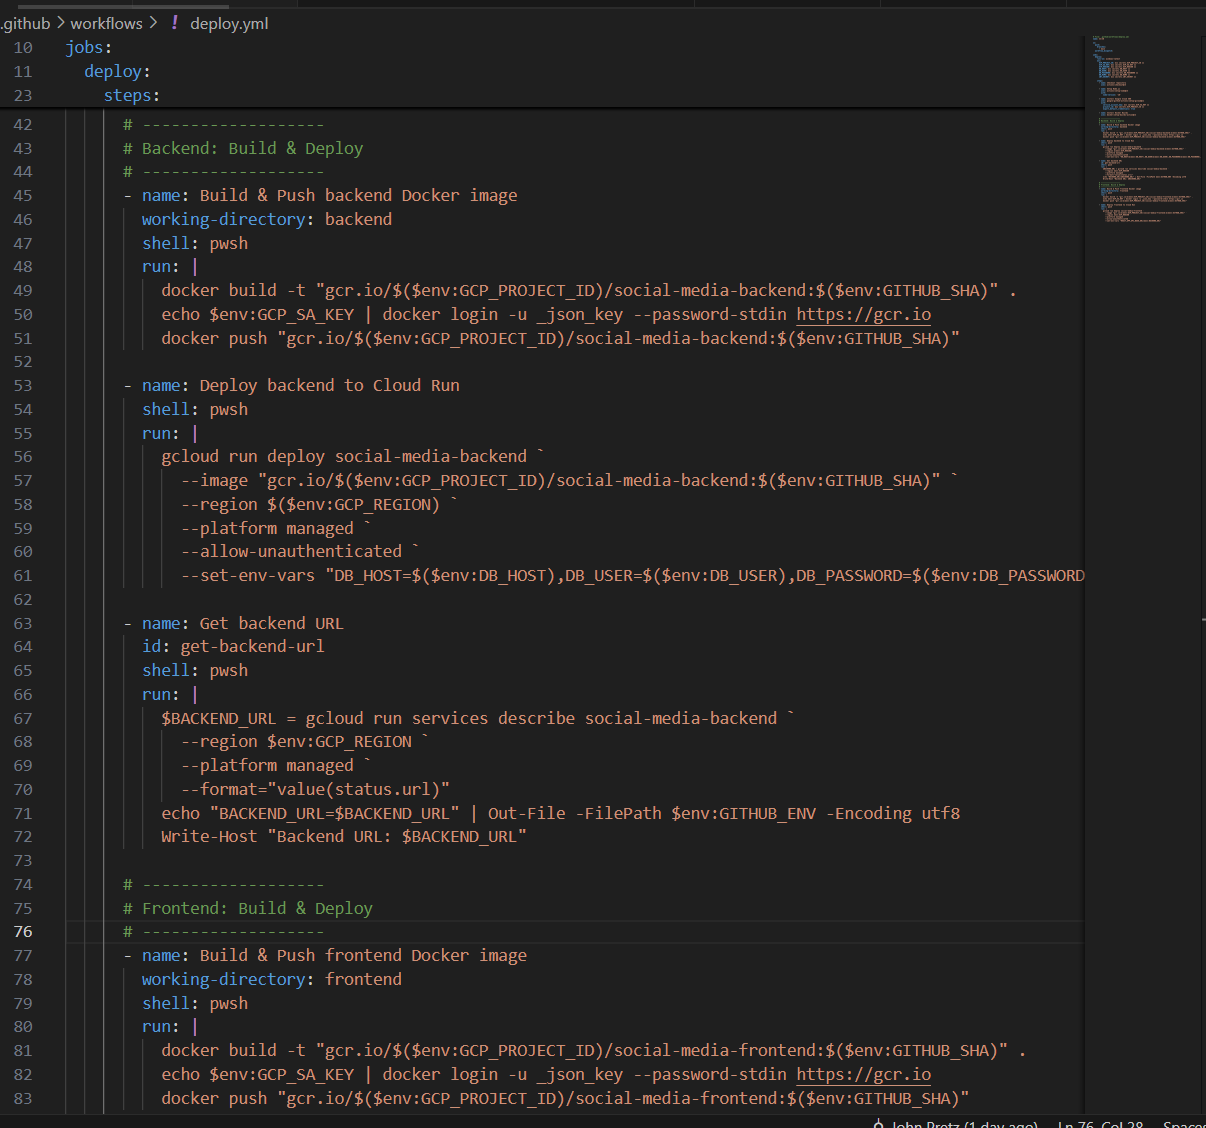 .github > workflows > ! deploy.yml
10 jobs:
11 deploy:
23 steps:
42 # -------------------
43 # Backend: Build & Deploy
44 # -------------------
45 - name: Build & Push backend Docker image
46 working-directory: backend
47 shell: pwsh
48 run: |
49 docker build -t "gcr.io/$($env:GCP_PROJECT_ID)/social-media-backend:$($env:GITHUB_SHA)" .
50 echo $env:GCP_SA_KEY | docker login -u _json_key --password-stdin https://gcr.io
51 docker push "gcr.io/$($env:GCP_PROJECT_ID)/social-media-backend:$($env:GITHUB_SHA)"
52
53 - name: Deploy backend to Cloud Run
54 shell: pwsh
55 run: |
56 gcloud run deploy social-media-backend `
57 --image "gcr.io/$($env:GCP_PROJECT_ID)/social-media-backend:$($env:GITHUB_SHA)" `
58 --region $($env:GCP_REGION) `
59 --platform managed `
60 --allow-unauthenticated `
61 --set-env-vars "DB_HOST=$($env:DB_HOST),DB_USER=$($env:DB_USER),DB_PASSWORD=$($env:DB_PASSWORD
62
63 - name: Get backend URL
64 id: get-backend-url
65 shell: pwsh
66 run: |
67 $BACKEND_URL = gcloud run services describe social-media-backend `
68 --region $env:GCP_REGION `
69 --platform managed `
70 --format="value(status.url)"
71 echo "BACKEND_URL=$BACKEND_URL" | Out-File -FilePath $env:GITHUB_ENV -Encoding utf8
72 Write-Host "Backend URL: $BACKEND_URL"
73
74 # -------------------
75 # Frontend: Build & Deploy
76 # -------------------
77 - name: Build & Push frontend Docker image
78 working-directory: frontend
79 shell: pwsh
80 run: |
81 docker build -t "gcr.io/$($env:GCP_PROJECT_ID)/social-media-frontend:$($env:GITHUB_SHA)" .
82 echo $env:GCP_SA_KEY | docker login -u _json_key --password-stdin https://gcr.io
83 docker push "gcr.io/$($env:GCP_PROJECT_ID)/social-media-frontend:$($env:GITHUB_SHA)"
John Pretz (1 day ago) Ln 76, Col 28 Spaces